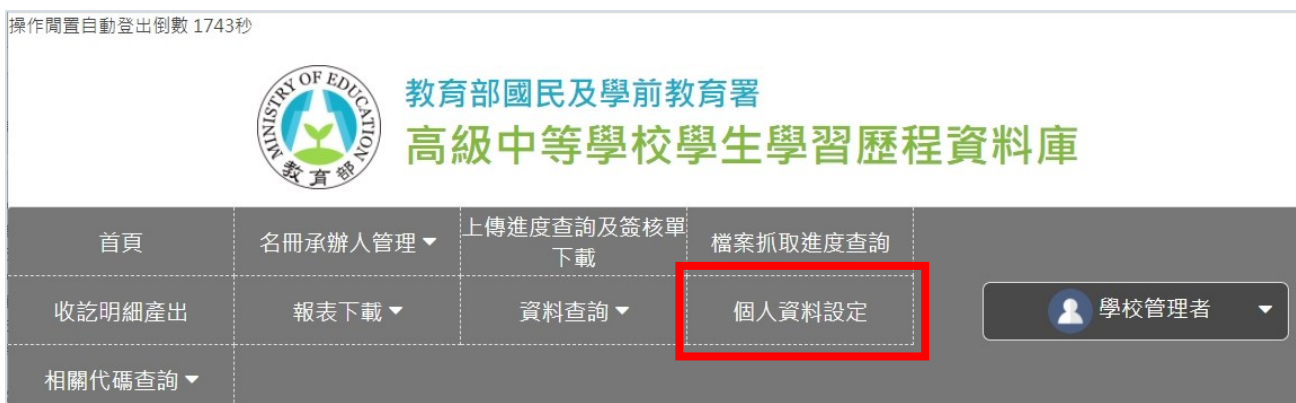 操作閒置自動登出倒數 1743秒
MINISTRY OF EDUCATION
教育部
教育部國民及學前教育署
高級中等學校學生學習歷程資料庫
首頁
名冊承辦人管理
上傳進度查詢及簽核單
下載
檔案抓取進度查詢
收訖明細產出
報表下載
資料查詢
個人資料設定
學校管理者
相關代碼查詢